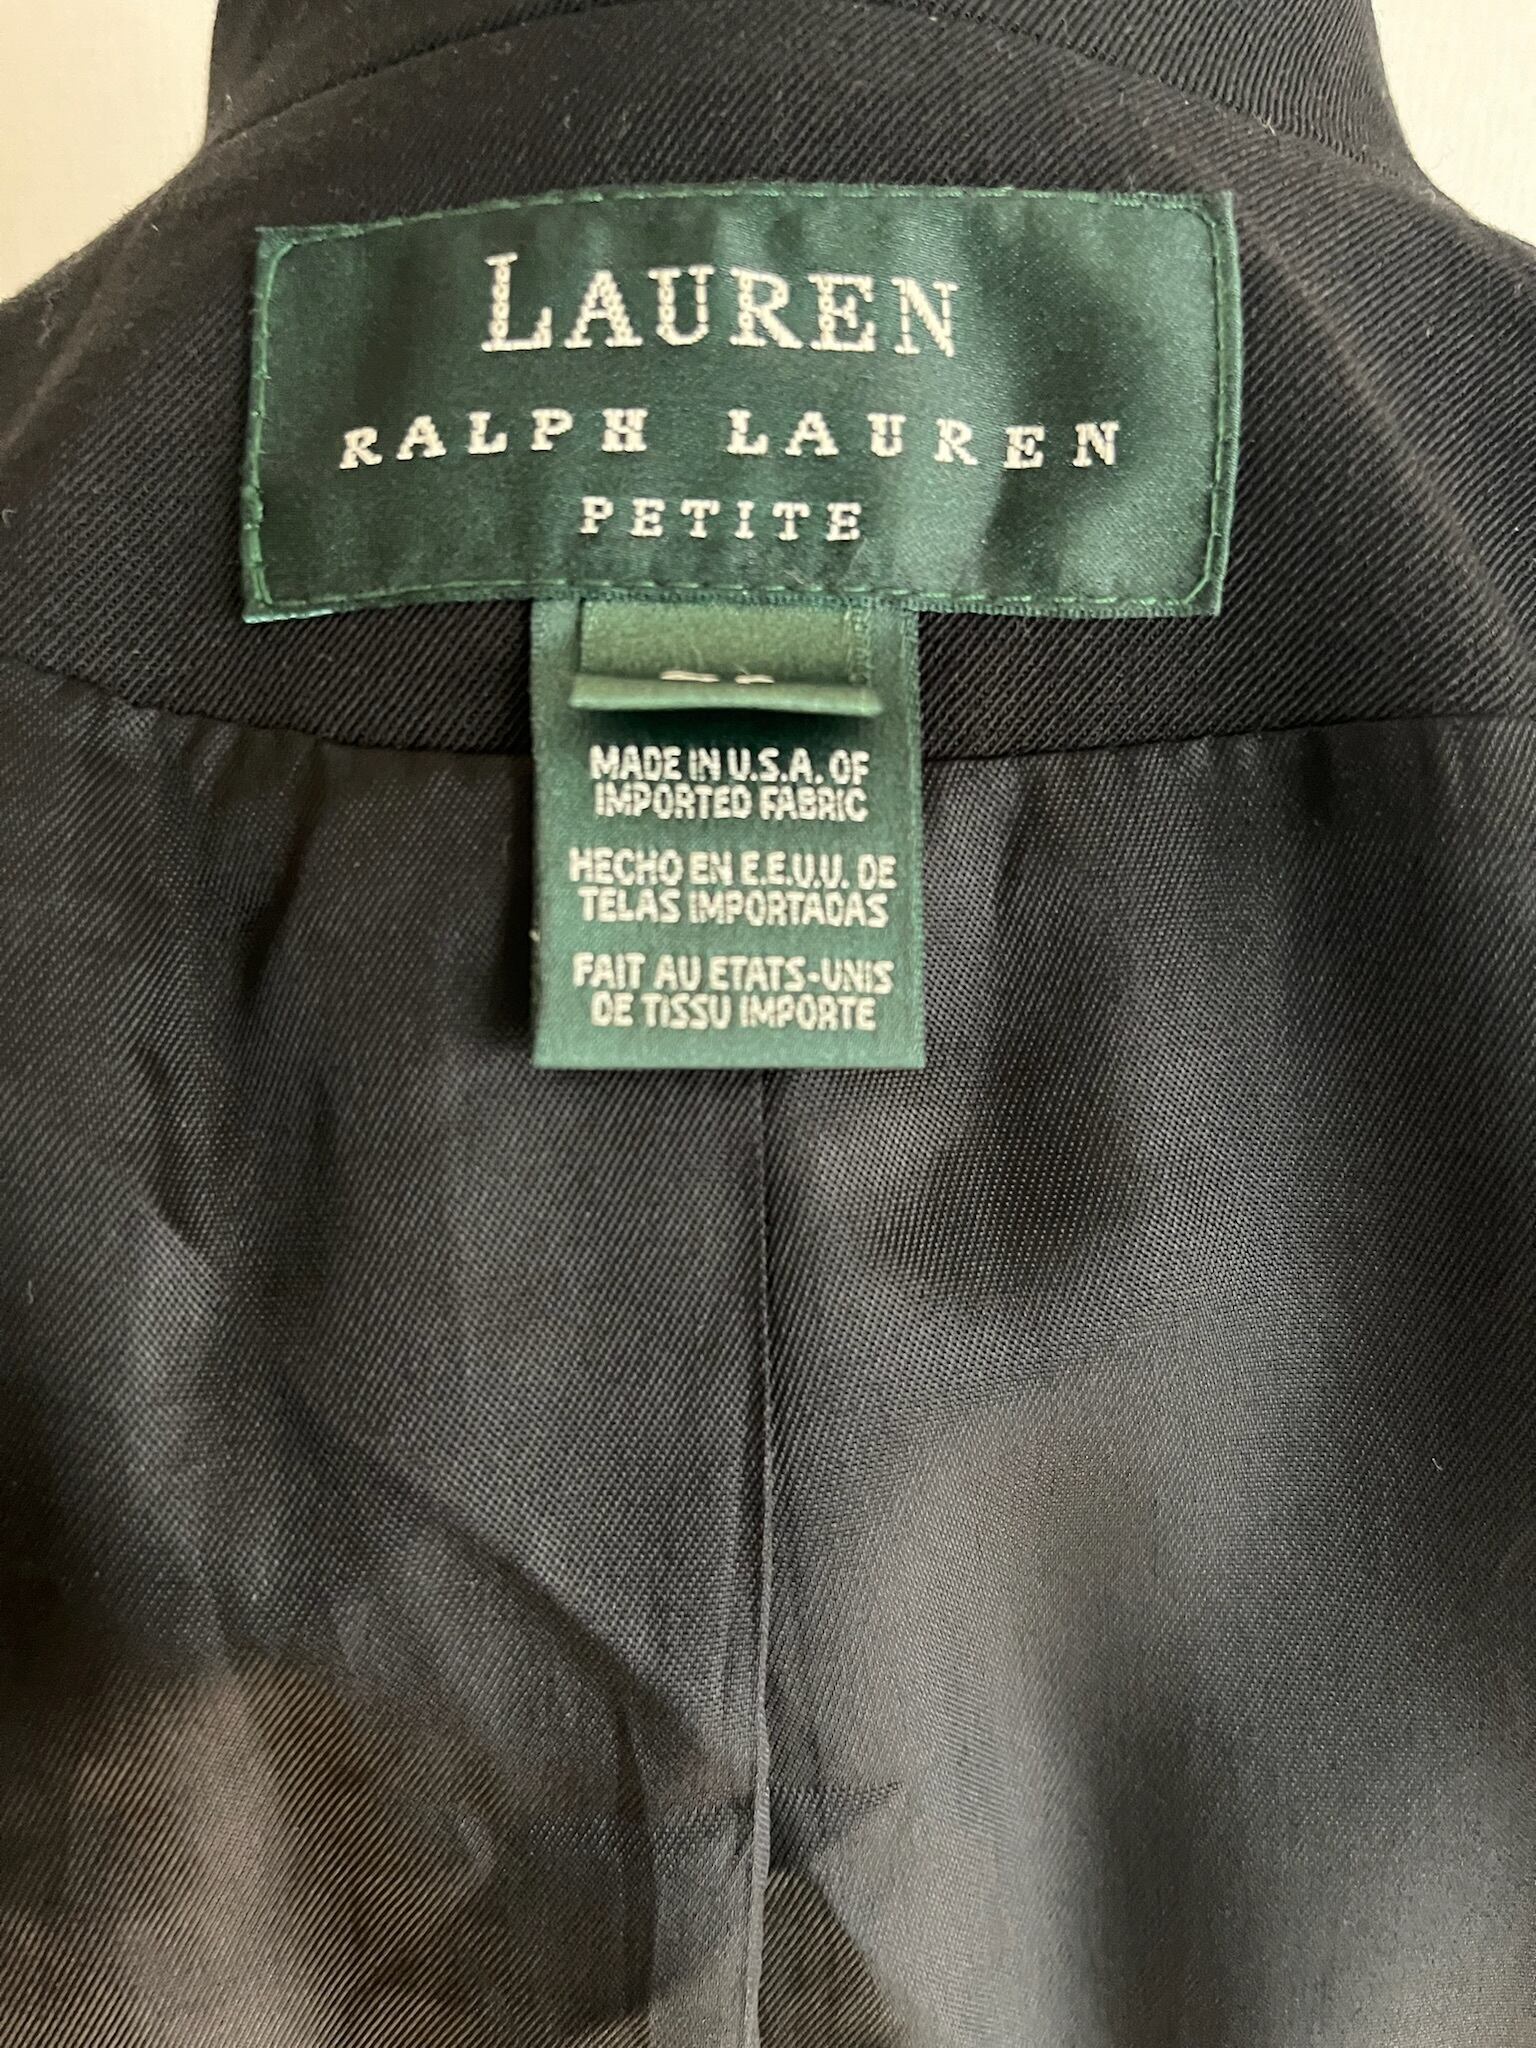 LAUREN
RALPH LAUREN
PETITE
MADE IN U.S.A. OF
IMPORTED FABRIC
HECHO EN E.E.U.U. DE
TELAS IMPORTADAS
FAIT AU ETATS-UNIS
DE TISSU IMPORTE